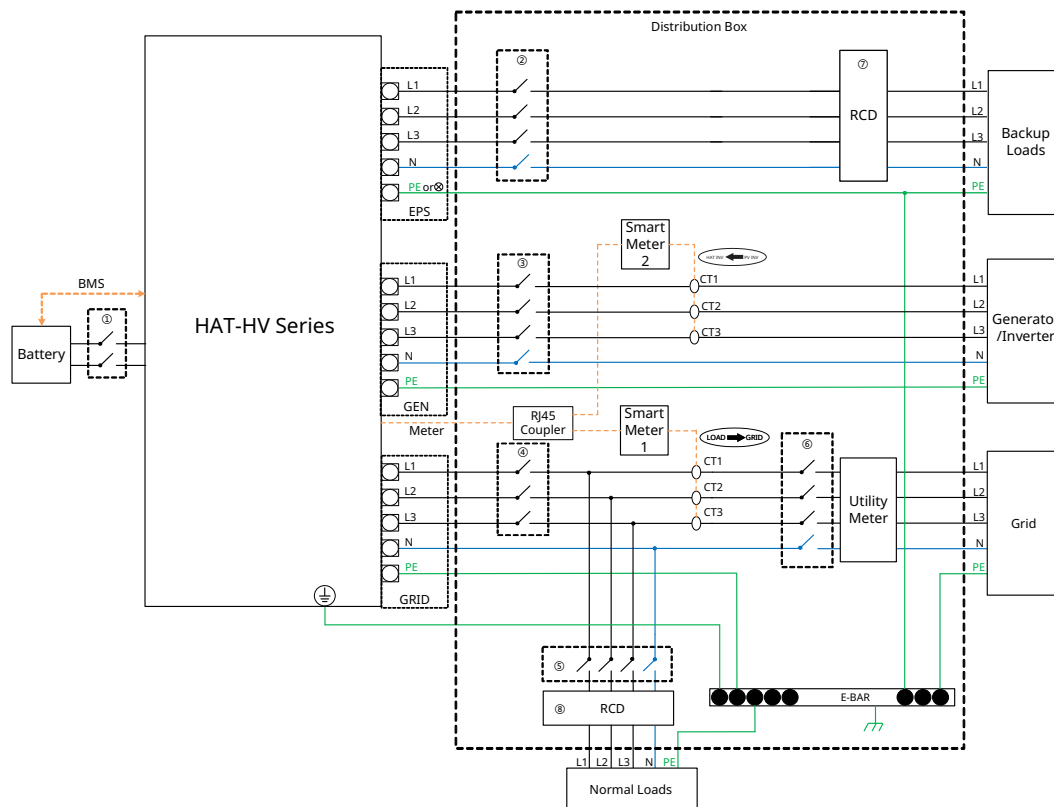 Distribution Box
②
⑦
L1
L2
L3
N
PE or⊗
EPS
RCD
L1
L2
L3
N
PE
Backup
Loads
Smart
Meter
2
HAT INV
PV INV
③
L1
L2
L3
N
PE
GEN
CT1
CT2
CT3
L1
L2
L3
N
PE
Generato
/Inverter
BMS
①
Battery
HAT-HV Series
Meter
RJ45
Coupler
Smart
Meter
1
LOAD
GRID
④
⑥
L1
L2
L3
N
PE
GRID
CT1
CT2
CT3
Utility
Meter
L1
L2
L3
N
PE
Grid
⑤
⑧
RCD
E-BAR
L1
L2
L3
N
PE
Normal Loads